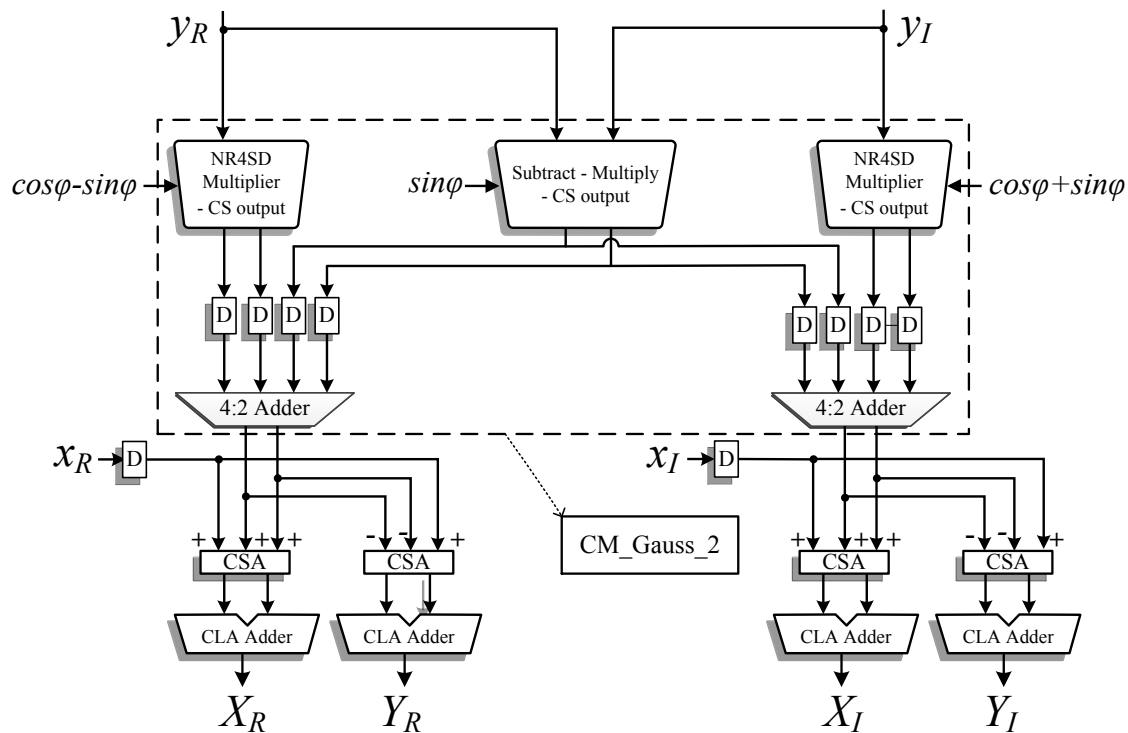 y_R y_I
NR4SD
Multiplier
- CS output
Subtract - Multiply
- CS output
NR4SD
Multiplier
- CS output
cosφ-sinφ
sinφ
cosφ+sinφ
D D D D
D D D D
4:2 Adder
4:2 Adder
x_R D
x_I D
+ + +
- - +
+ + +
- - +
CSA
CSA
CM_Gauss_2
CSA
CSA
CLA Adder
CLA Adder
CLA Adder
CLA Adder
X_R Y_R X_I Y_I